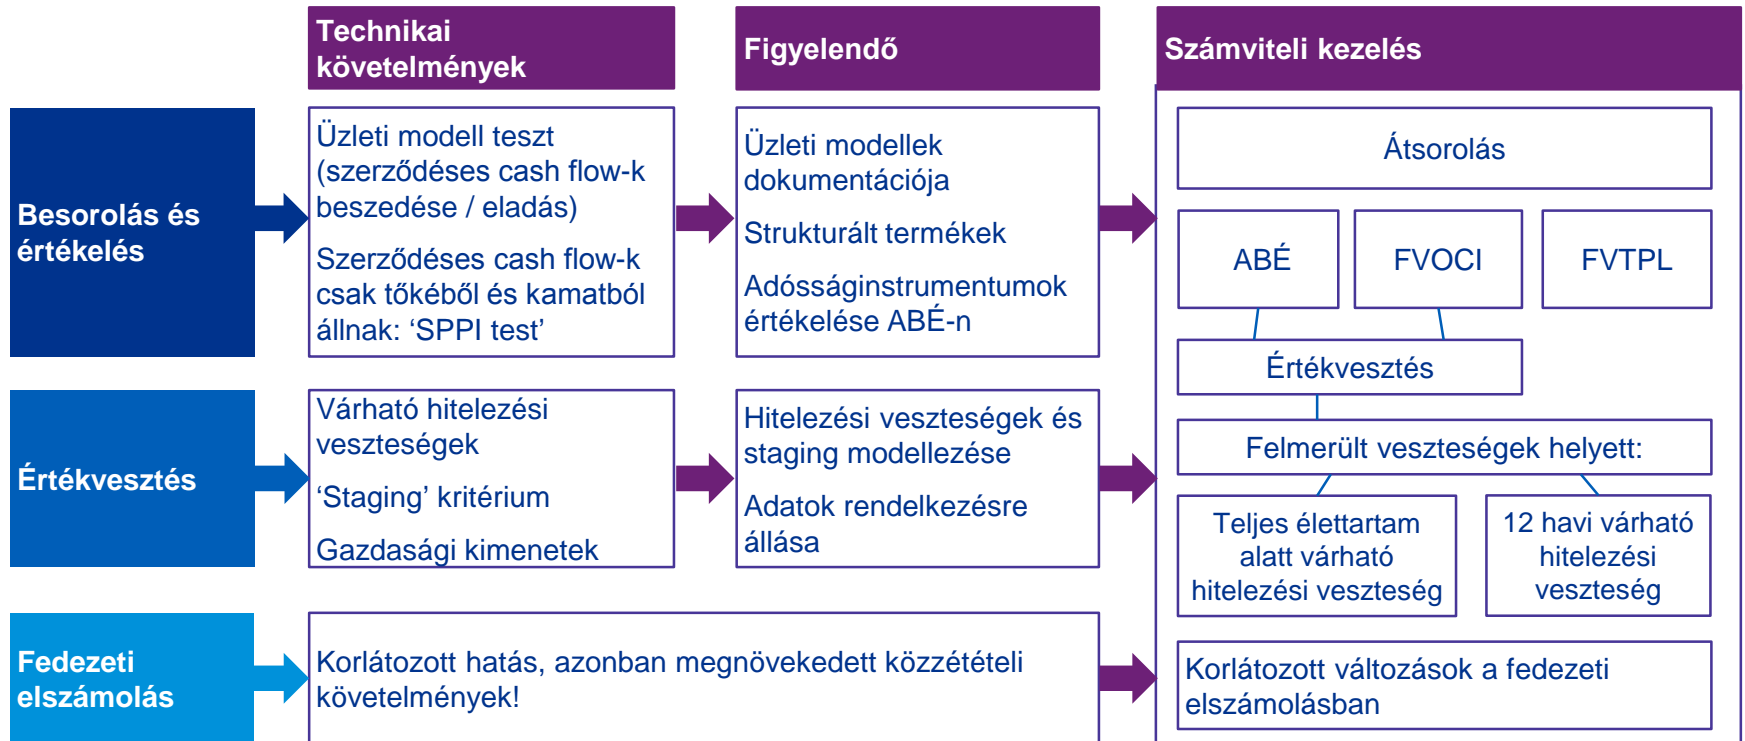 Technikai
követelmények
Figyelendő
Számviteli kezelés
Besorolás és
értékelés
Üzleti modell teszt
(szerződéses cash flow-k
beszedése / eladás)
Szerződéses cash flow-k
csak tőkéből és kamatból
állnak: ‘SPPI test’
Üzleti modellek
dokumentációja
Strukturált termékek
Adósságinstrumentumok
értékelése ABÉ-n
Átsorolás
ABÉ
FVOCI
FVTPL
Értékvesztés
Értékvesztés
Várható hitelezési
veszteségek
‘Staging’ kritérium
Gazdasági kimenetek
Hitelezési veszteségek és
staging modellezése
Adatok rendelkezésre
állása
Felmerült veszteségek helyett:
Teljes élettartam
alatt várható
hitelezési veszteség
12 havi várható
hitelezési
veszteség
Fedezeti
elszámolás
Korlátozott hatás, azonban megnövekedett közzétételi
követelmények!
Korlátozott változások a fedezeti
elszámolásban